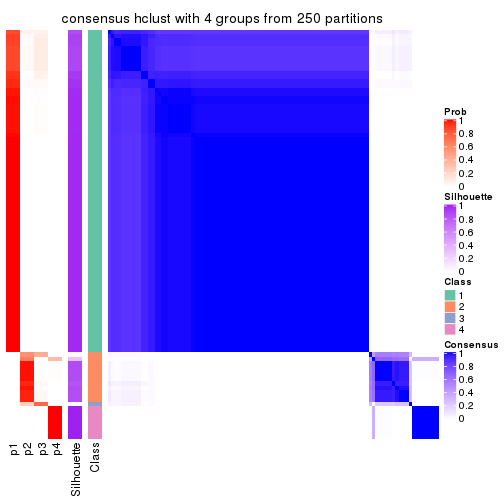 consensus hclust with 4 groups from 250 partitions
Prob
1
0.8
0.6
0.4
0.2
0
Silhouette
1
0.8
0.6
0.4
0.2
0
Class
1
2
3
4
Consensus
1
0.8
0.6
0.4
0.2
0
p1
p2
p3
p4
Silhouette
Class